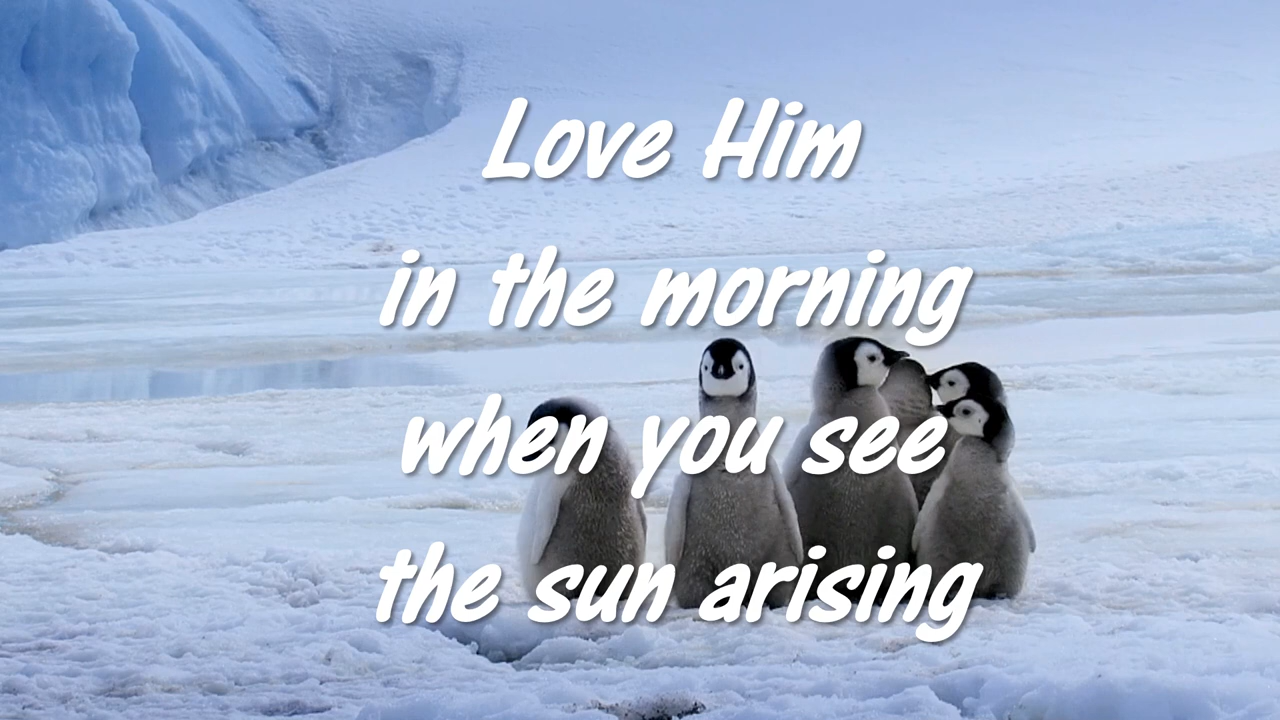 Love Him
in the morning
when you see
the sun arising